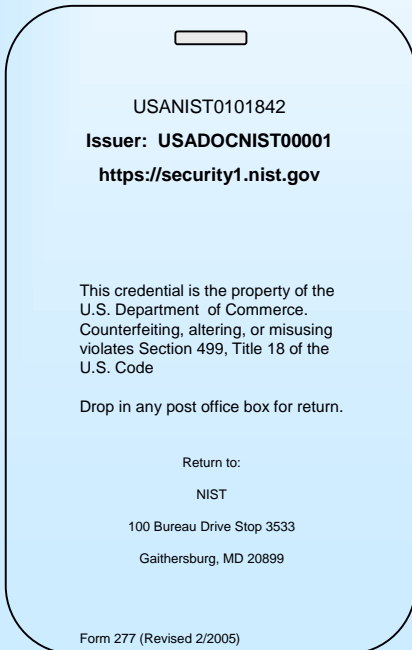 USANIST0101842
Issuer: USADOCNIST00001
https://security1.nist.gov
This credential is the property of the
U.S. Department of Commerce.
Counterfeiting, altering, or misusing
violates Section 499, Title 18 of the
U.S. Code
Drop in any post office box for return.
Return to:
NIST
100 Bureau Drive Stop 3533
Gaithersburg, MD 20899
Form 277 (Revised 2/2005)